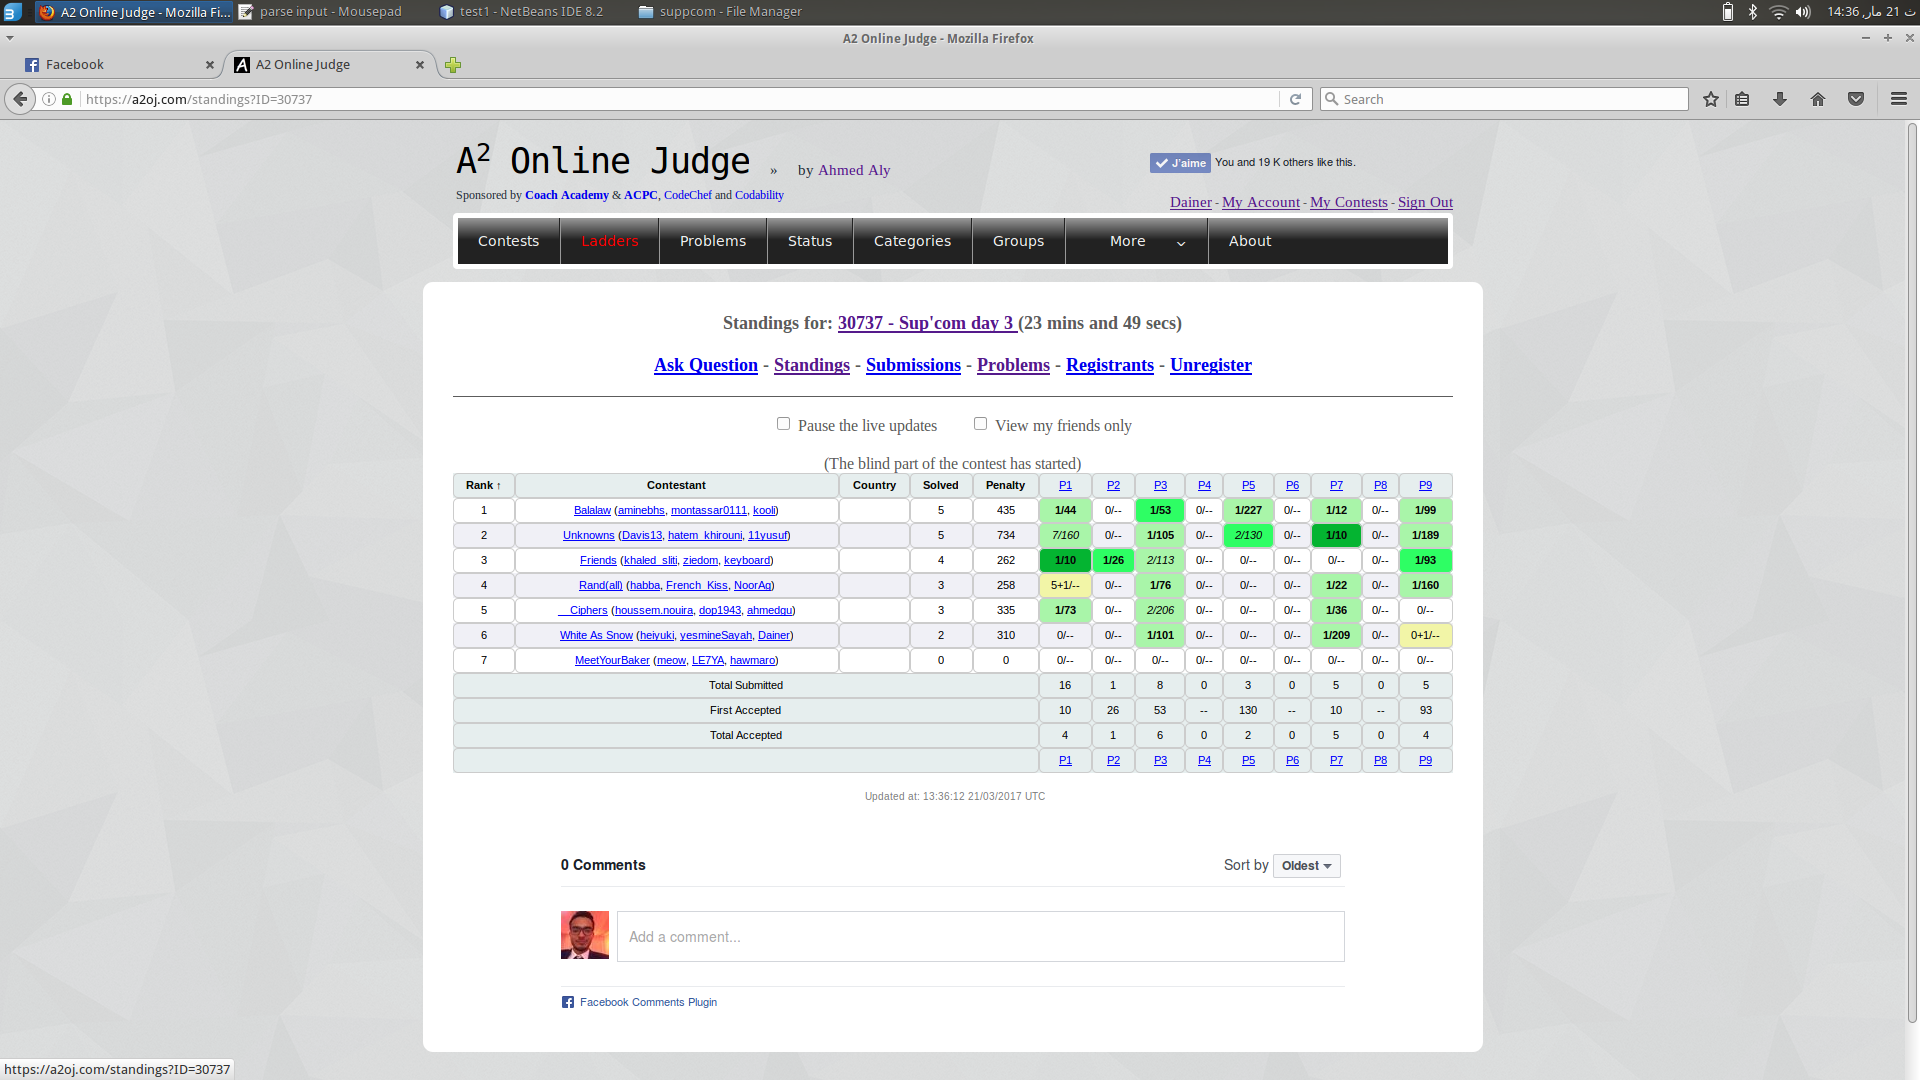 A2 Online Judge - Mozilla Fi... parse input - Mousepad test1 - NetBeans IDE 8.2 suppcom - File Manager ث 21 مار, 14:36
A2 Online Judge - Mozilla Firefox
Facebook A2 Online Judge
https://a2oj.com/standings?ID=30737 Search
A² Online Judge » by Ahmed Aly
J'aime You and 19 K others like this.
Sponsored by Coach Academy & ACPC, CodeChef and Codability
Dainer - My Account - My Contests - Sign Out
Contests Ladders Problems Status Categories Groups More About
Standings for: 30737 - Sup'com day 3 (23 mins and 49 secs)
Ask Question - Standings - Submissions - Problems - Registrants - Unregister
Pause the live updates View my friends only
(The blind part of the contest has started)
Rank ↑ Contestant Country Solved Penalty P1 P2 P3 P4 P5 P6 P7 P8 P9
1 Balalaw (aminebhs, montassar0111, kooli) 5 435 1/44 0/-- 1/53 0/-- 1/227 0/-- 1/12 0/-- 1/99
2 Unknowns (Davis13, hatem_khirouni, 11yusuf) 5 734 7/160 0/-- 1/105 0/-- 2/130 0/-- 1/10 0/-- 1/189
3 Friends (khaled_sliti, ziedom, keyboard) 4 262 1/10 1/26 2/113 0/-- 0/-- 0/-- 0/-- 0/-- 1/93
4 Rand(all) (habba, French_Kiss, NoorAq) 3 258 5+1/-- 0/-- 1/76 0/-- 0/-- 0/-- 1/22 0/-- 1/160
5 __Ciphers (houssem.nouira, dop1943, ahmedgu) 3 335 1/73 0/-- 2/206 0/-- 0/-- 0/-- 1/36 0/-- 0/--
6 White As Snow (heiyuki, yesmineSayah, Dainer) 2 310 0/-- 0/-- 1/101 0/-- 0/-- 0/-- 1/209 0/-- 0+1/--
7 MeetYourBaker (meow, LE7YA, hawmaro) 0 0 0/-- 0/-- 0/-- 0/-- 0/-- 0/-- 0/-- 0/-- 0/--
Total Submitted 16 1 8 0 3 0 5 0 5
First Accepted 10 26 53 -- 130 -- 10 -- 93
Total Accepted 4 1 6 0 2 0 5 0 4
P1 P2 P3 P4 P5 P6 P7 P8 P9
Updated at: 13:36:12 21/03/2017 UTC
0 Comments Sort by Oldest
Add a comment...
Facebook Comments Plugin
https://a2oj.com/standings?ID=30737